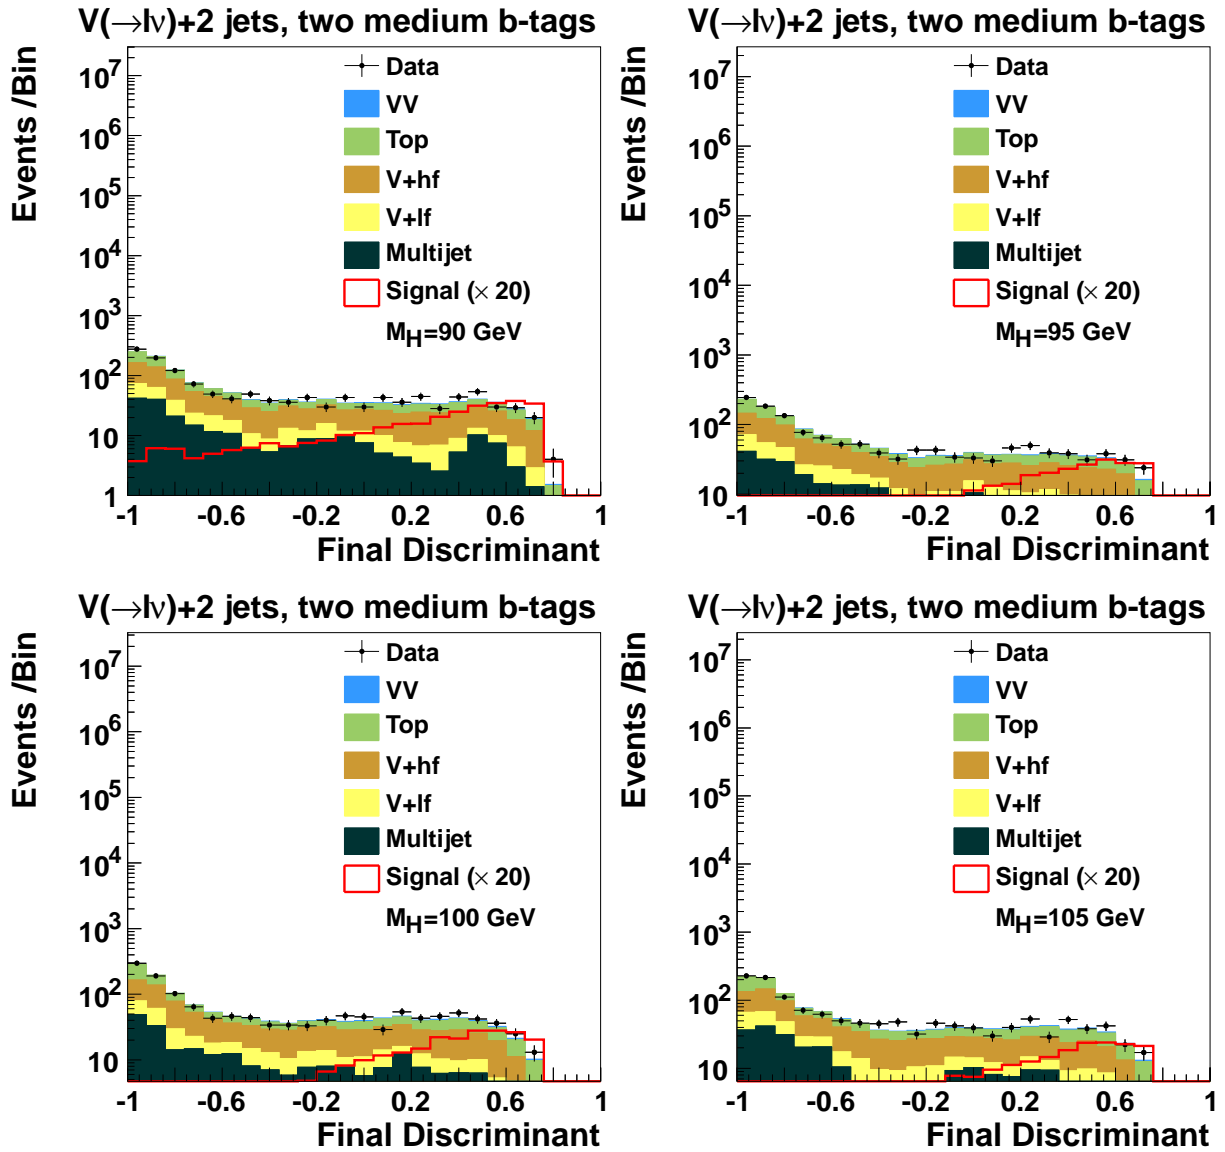 V(→lν)+2 jets, two medium b-tags
Events /Bin
10^7
10^6
10^5
10^4
10^3
10^2
10
1
Data
VV
Top
V+hf
V+lf
Multijet
Signal (× 20)
M_H=90 GeV
-1 -0.6 -0.2 0.2 0.6 1
Final Discriminant
V(→lν)+2 jets, two medium b-tags
Events /Bin
10^7
10^6
10^5
10^4
10^3
10^2
10
Data
VV
Top
V+hf
V+lf
Multijet
Signal (× 20)
M_H=95 GeV
-1 -0.6 -0.2 0.2 0.6 1
Final Discriminant
V(→lν)+2 jets, two medium b-tags
Events /Bin
10^7
10^6
10^5
10^4
10^3
10^2
10
Data
VV
Top
V+hf
V+lf
Multijet
Signal (× 20)
M_H=100 GeV
-1 -0.6 -0.2 0.2 0.6 1
Final Discriminant
V(→lν)+2 jets, two medium b-tags
Events /Bin
10^7
10^6
10^5
10^4
10^3
10^2
10
Data
VV
Top
V+hf
V+lf
Multijet
Signal (× 20)
M_H=105 GeV
-1 -0.6 -0.2 0.2 0.6 1
Final Discriminant